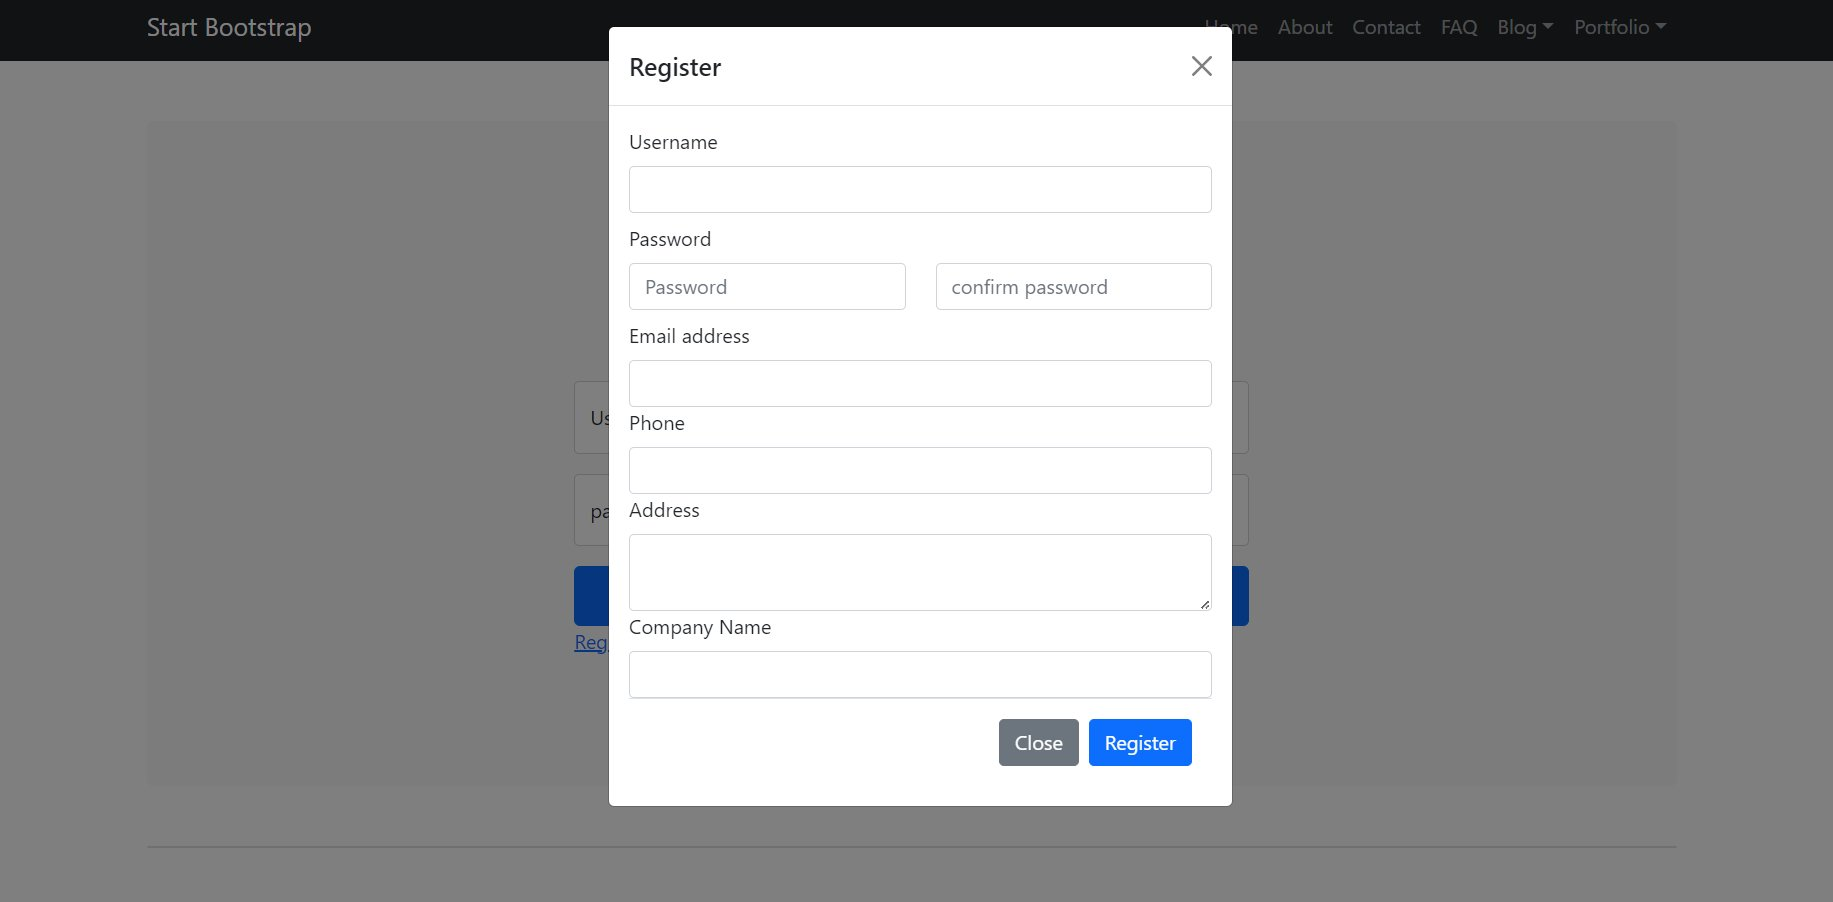 Start Bootstrap
Home About Contact FAQ Blog Portfolio
Register
Username
Password
Password confirm password
Email address
Phone
Address
Company Name
Close Register